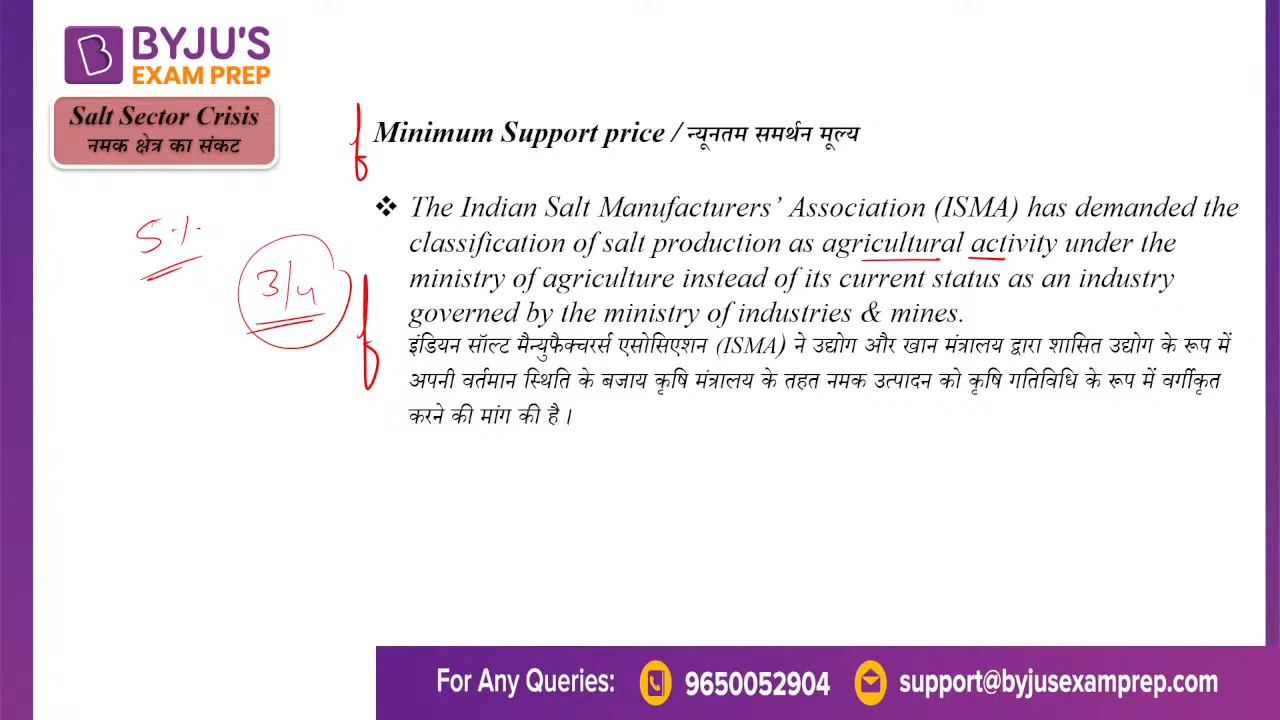 BYJU'S
EXAM PREP
Salt Sector Crisis
नमक क्षेत्र का संकट
Minimum Support price / न्यूनतम समर्थन मूल्य
❖ The Indian Salt Manufacturers’ Association (ISMA) has demanded the
classification of salt production as agricultural activity under the
ministry of agriculture instead of its current status as an industry
governed by the ministry of industries & mines.
इंडियन सॉल्ट मैन्युफैक्चरर्स एसोसिएशन (ISMA) ने उद्योग और खान मंत्रालय द्वारा शासित उद्योग के रूप में
अपनी वर्तमान स्थिति के बजाय कृषि मंत्रालय के तहत नमक उत्पादन को कृषि गतिविधि के रूप में वर्गीकृत
करने की मांग की है।
5%
3/4
For Any Queries: 9650052904 support@byjusexamprep.com